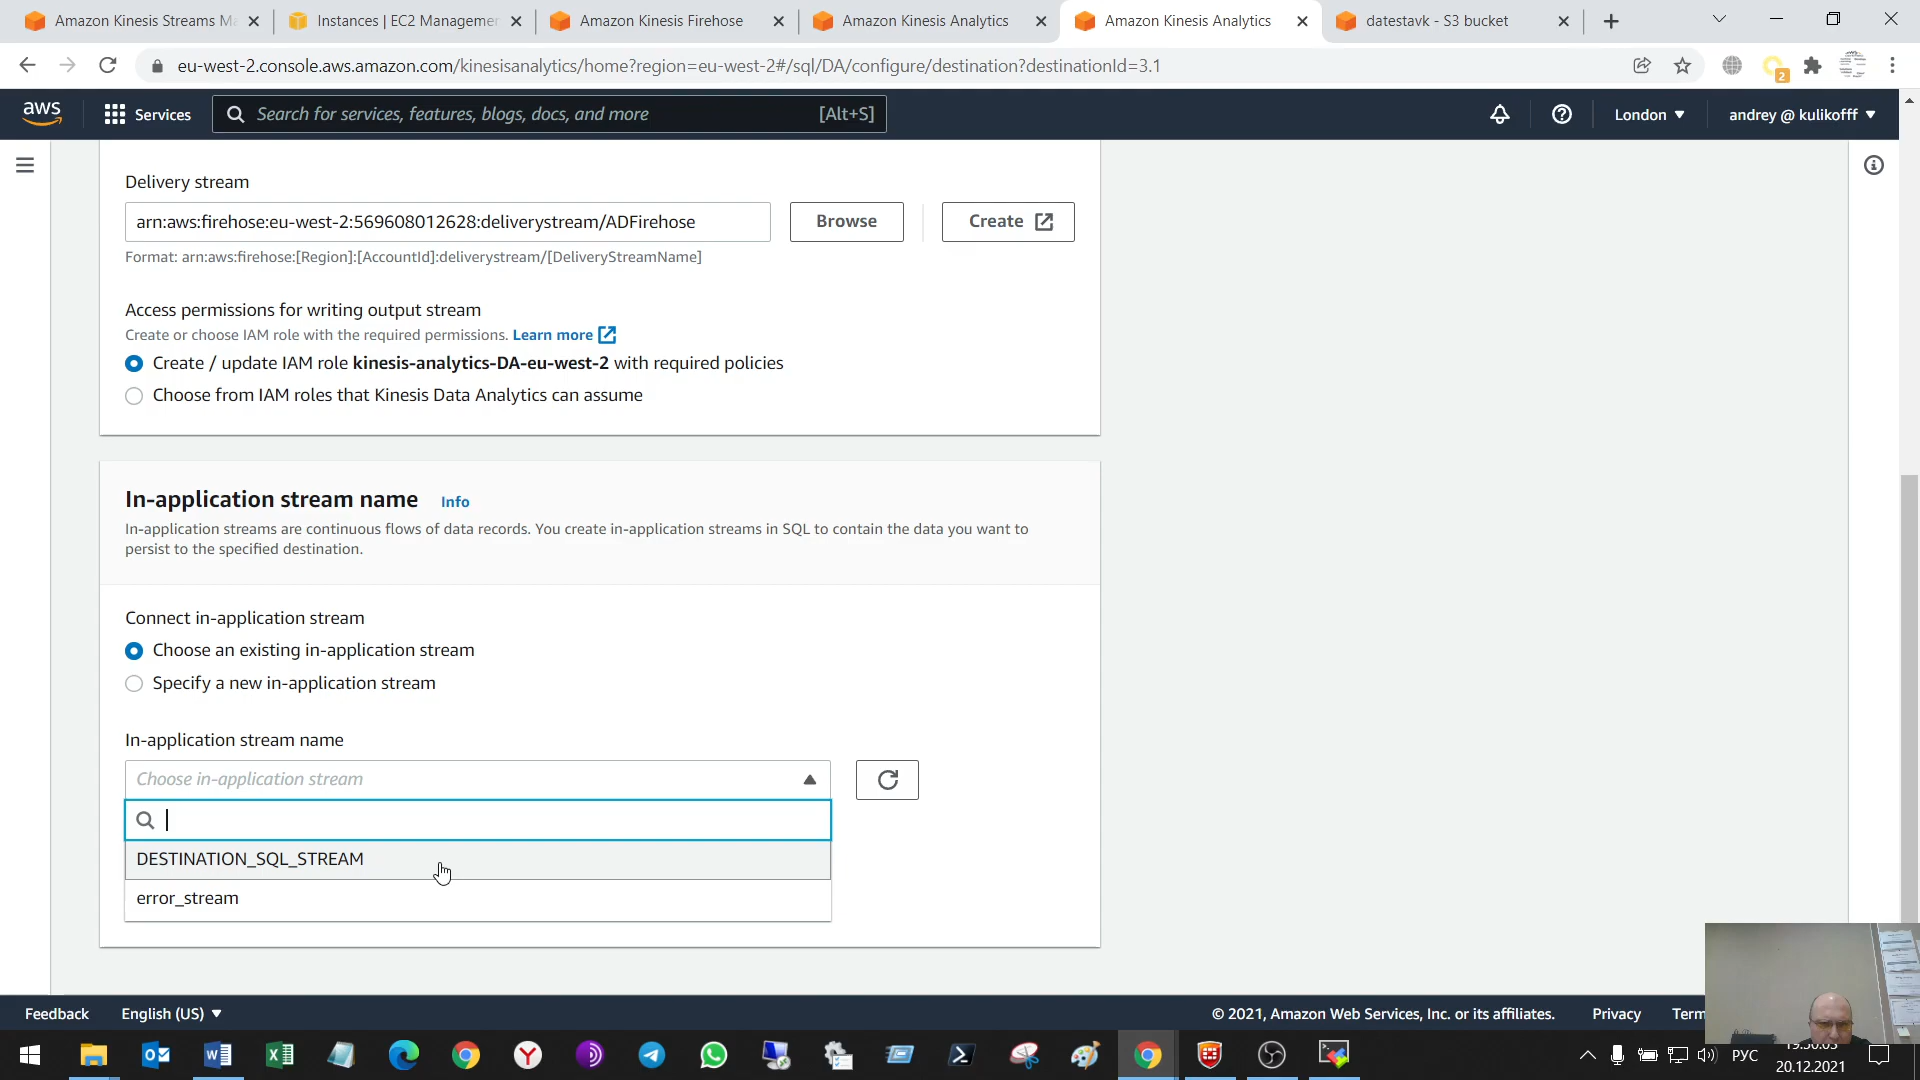 Amazon Kinesis Streams Ma
Instances | EC2 Managemen
Amazon Kinesis Firehose
Amazon Kinesis Analytics
Amazon Kinesis Analytics
datestavk - S3 bucket
eu-west-2.console.aws.amazon.com/kinesisanalytics/home?region=eu-west-2#/sql/DA/configure/destination?destinationId=3.1
2
aws
Services
Search for services, features, blogs, docs, and more
[Alt+S]
London
andrey @ kulikofff
Delivery stream
arn:aws:firehose:eu-west-2:569608012628:deliverystream/ADFirehose
Browse
Create
Format: arn:aws:firehose:[Region]:[AccountId]:deliverystream/[DeliveryStreamName]
Access permissions for writing output stream
Create or choose IAM role with the required permissions. Learn more
Create / update IAM role kinesis-analytics-DA-eu-west-2 with required policies
Choose from IAM roles that Kinesis Data Analytics can assume
In-application stream name Info
In-application streams are continuous flows of data records. You create in-application streams in SQL to contain the data you want to
persist to the specified destination.
Connect in-application stream
Choose an existing in-application stream
Specify a new in-application stream
In-application stream name
Choose in-application stream
DESTINATION_SQL_STREAM
error_stream
Feedback
English (US)
© 2021, Amazon Web Services, Inc. or its affiliates.
Privacy
Term
РУС
20.12.2021